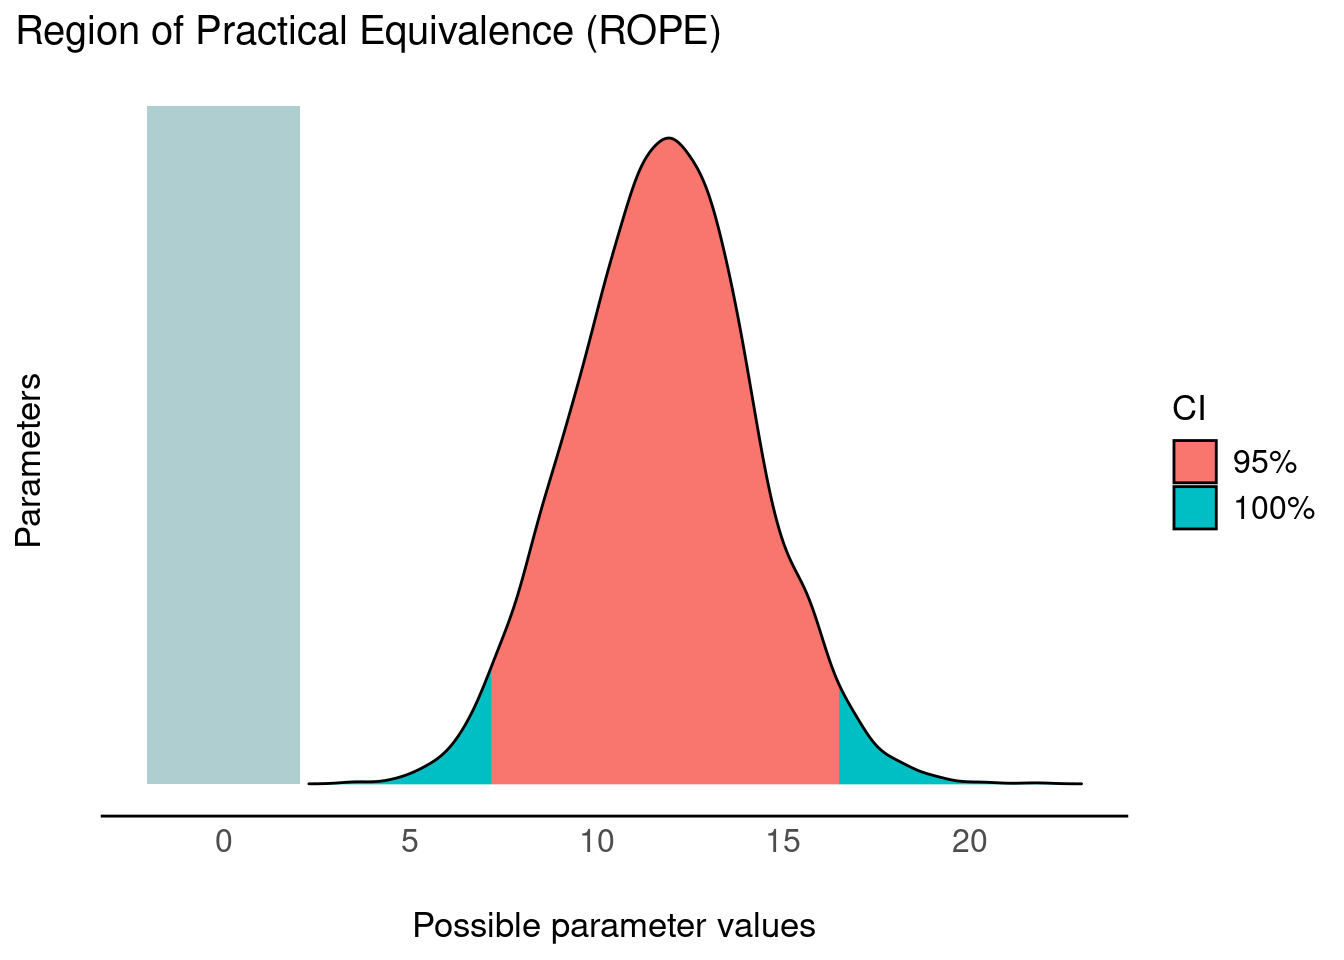 Region of Practical Equivalence (ROPE)
Parameters
CI
95%
100%
0 5 10 15 20
Possible parameter values